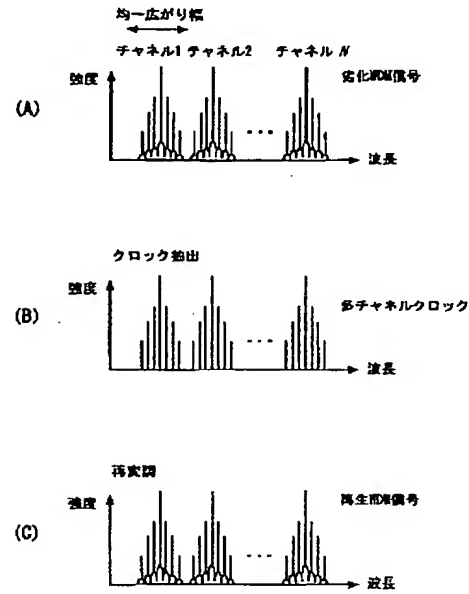 均一広がり幅
チャネル1 チャネル2 チャネル N
強度
劣化WDM信号
(A)
波長
クロック抽出
強度
多チャネルクロック
(B)
波長
再変調
強度
再生WDM信号
(C)
波長